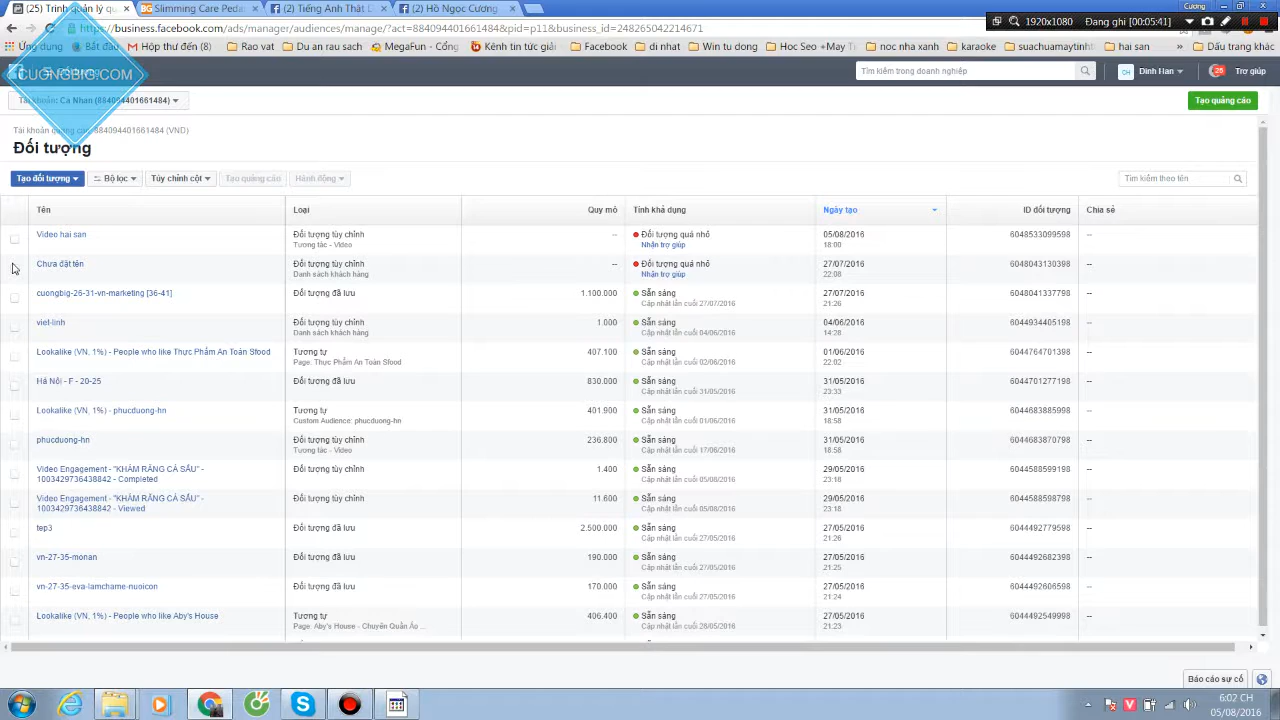 (25) Trình quản lý qu
Slimming Care Peda
(2) Tiếng Anh Thật D
(2) Hồ Ngọc Cương
Cương
1920x1080
Đang ghi [00:05:41]
https://business.facebook.com/ads/manager/audiences/manage/?act=884094401661484&pid=p11&business_id=248265042214671
Ứng dụng
Bắt đầu
Hộp thư đến (8)
Rao vat
Du an rau sach
MegaFun - Cổng
Kênh tin tức quan trọ
Facebook
du an nails
Win tu dong
Hoc Seo +May T
noc nha xanh
karaoke
suachuamaytinh
hai san
»
Dấu trang khác
CUONGBIG.COM
Tìm kiếm trong doanh nghiệp
DH
Dinh Han
26
Trợ giúp
Tài khoản: Ca Nhan (884094401661484)
Tạo quảng cáo
Tài khoản quảng cáo: 884094401661484 (VND)
Đối tượng
Tạo đối tượng
Bộ lọc
Tùy chỉnh cột
Tạo quảng cáo
Hành động
Tìm kiếm theo tên
Tên
Loại
Quy mô
Tính khả dụng
Ngày tạo
ID đối tượng
Chia sẻ
Video hai san
Đối tượng tùy chỉnh
--
Đối tượng quá nhỏ
05/08/2016
6048533099598
--
Tương tác - Video
Nhận trợ giúp
18:00
Chưa đặt tên
Đối tượng tùy chỉnh
--
Đối tượng quá nhỏ
27/07/2016
6048043130398
--
Danh sách khách hàng
Nhận trợ giúp
22:08
cuongbig-26-31-vn-marketing [36-41]
Đối tượng đã lưu
1.100.000
Sẵn sàng
27/07/2016
6048041337798
--
Cập nhật lần cuối 27/07/2016
21:26
viet-linh
Đối tượng tùy chỉnh
1.000
Sẵn sàng
04/06/2016
6044934405198
--
Danh sách khách hàng
Cập nhật lần cuối 04/06/2016
14:28
Lookalike (VN, 1%) - People who like Thực Phẩm An Toàn Sfood
Tương tự
407.100
Sẵn sàng
01/06/2016
6044764701398
--
Page: Thực Phẩm An Toàn Sfood
Cập nhật lần cuối 02/06/2016
22:02
Hà Nôi - F - 20-25
Đối tượng đã lưu
830.000
Sẵn sàng
31/05/2016
6044701277198
--
Cập nhật lần cuối 31/05/2016
23:33
Lookalike (VN, 1%) - phucduong-hn
Tương tự
401.900
Sẵn sàng
31/05/2016
6044683885998
--
Custom Audience: phucduong-hn
Cập nhật lần cuối 01/06/2016
18:58
phucduong-hn
Đối tượng tùy chỉnh
236.800
Sẵn sàng
31/05/2016
6044683870798
--
Tương tác - Video
Cập nhật lần cuối 17/06/2016
18:58
Video Engagement - "KHÁM RĂNG CÁ SẤU" -
1003429736438842 - Completed
Đối tượng tùy chỉnh
1.400
Sẵn sàng
29/05/2016
6044588599198
--
Cập nhật lần cuối 05/08/2016
23:18
Video Engagement - "KHÁM RĂNG CÁ SẤU" -
1003429736438842 - Viewed
Đối tượng tùy chỉnh
11.600
Sẵn sàng
29/05/2016
6044588598798
--
Cập nhật lần cuối 05/08/2016
23:18
tep3
Đối tượng đã lưu
2.500.000
Sẵn sàng
27/05/2016
6044492779598
--
Cập nhật lần cuối 27/05/2016
21:26
vn-27-35-monan
Đối tượng đã lưu
190.000
Sẵn sàng
27/05/2016
6044492682398
--
Cập nhật lần cuối 27/05/2016
21:25
vn-27-35-eva-lamchame-nuoicon
Đối tượng đã lưu
170.000
Sẵn sàng
27/05/2016
6044492606598
--
Cập nhật lần cuối 27/05/2016
21:24
Lookalike (VN, 1%) - People who like Aby's House
Tương tự
406.400
Sẵn sàng
27/05/2016
6044492549998
--
Page: Aby's House - Chuyên Quần Áo ...
Cập nhật lần cuối 28/05/2016
21:23
Báo cáo sự cố
6:02 CH
05/08/2016